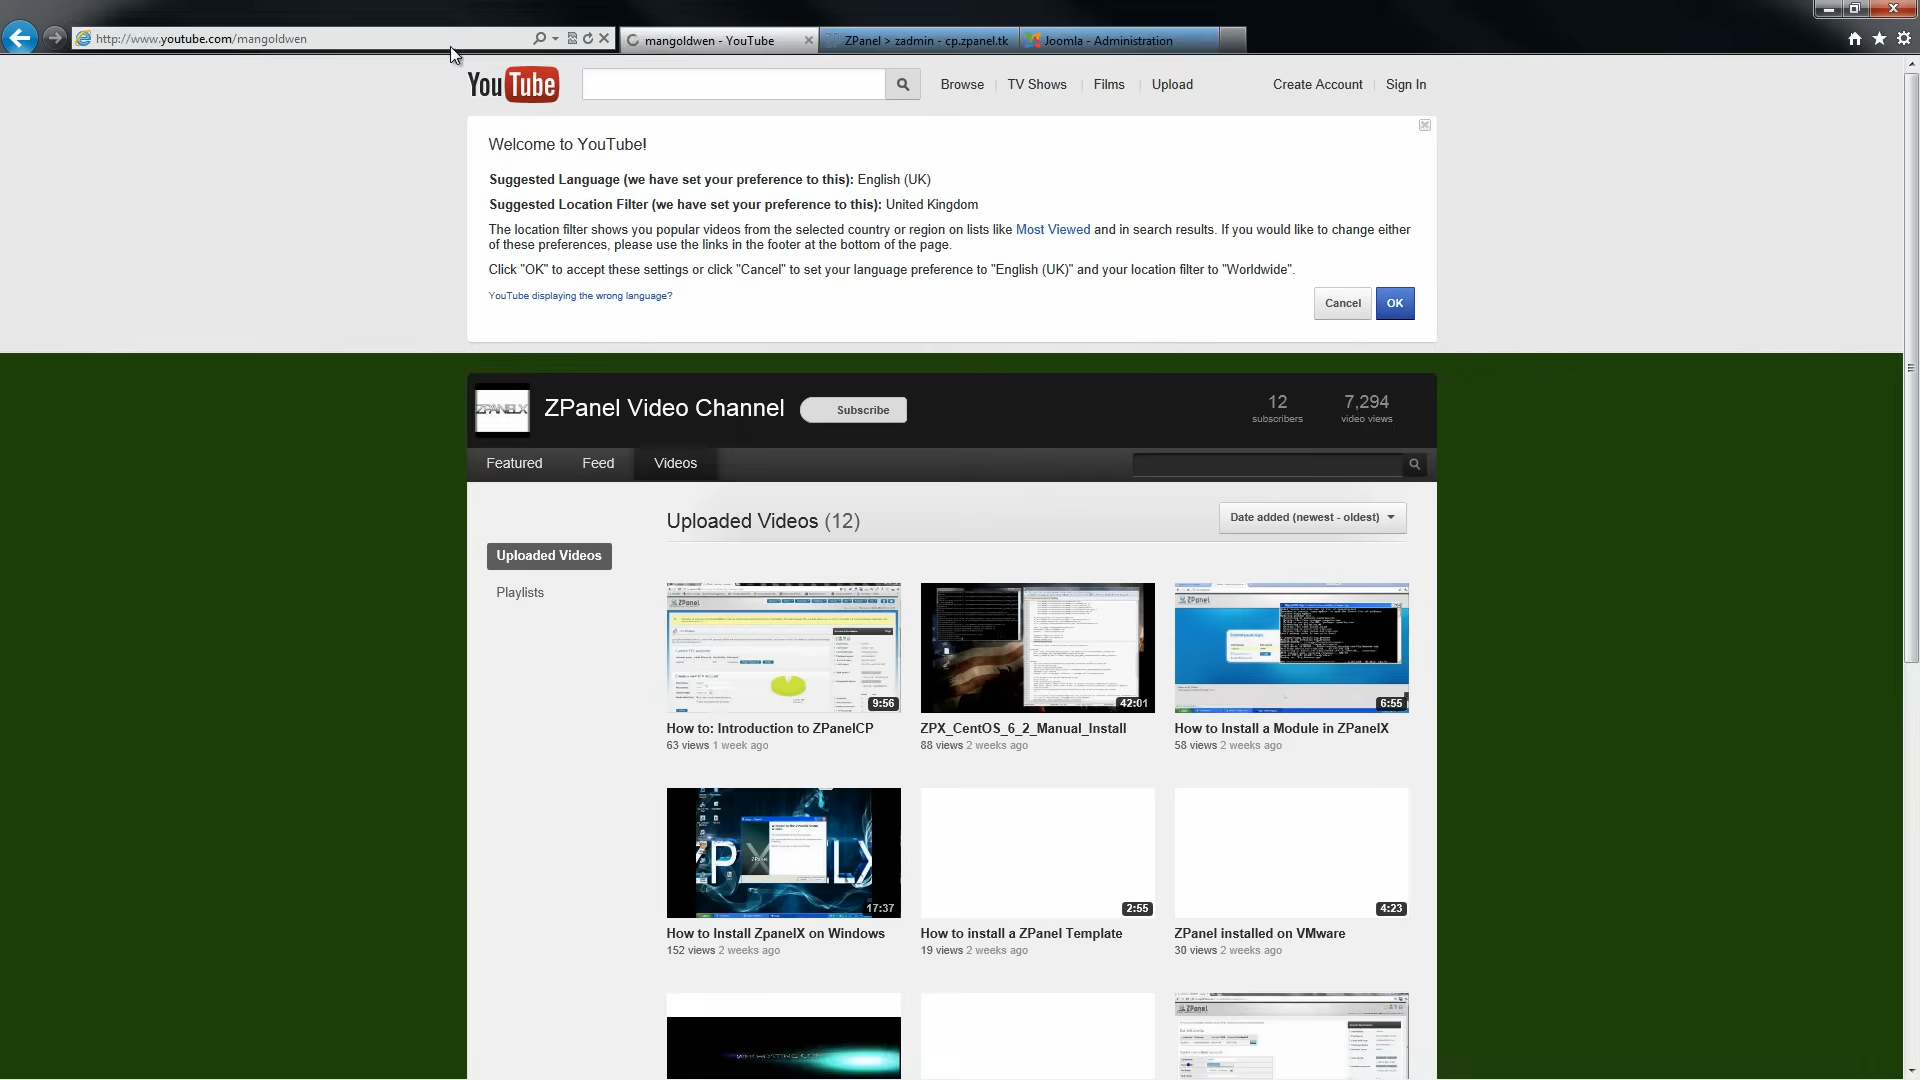 http://www.youtube.com/mangoldwen
mangoldwen - YouTube
ZPanel > zadmin - cp.zpanel.tk
Joomla - Administration
YouTube
Browse
TV Shows
Films
Upload
Create Account
Sign In
Welcome to YouTube!
Suggested Language (we have set your preference to this): English (UK)
Suggested Location Filter (we have set your preference to this): United Kingdom
The location filter shows you popular videos from the selected country or region on lists like Most Viewed and in search results. If you would like to change either
of these preferences, please use the links in the footer at the bottom of the page.
Click "OK" to accept these settings or click "Cancel" to set your language preference to "English (UK)" and your location filter to "Worldwide".
YouTube displaying the wrong language?
Cancel
OK
ZPANELX
ZPanel Video Channel
Subscribe
12
subscribers
7,294
video views
Featured
Feed
Videos
Uploaded Videos (12)
Date added (newest - oldest)
Uploaded Videos
Playlists
ZPanel
9:56
42:01
ZPanel
6:55
How to: Introduction to ZPanelCP
63 views 1 week ago
ZPX_CentOS_6_2_Manual_Install
88 views 2 weeks ago
How to Install a Module in ZPanelX
58 views 2 weeks ago
17:37
2:55
4:23
How to Install ZpanelX on Windows
152 views 2 weeks ago
How to install a ZPanel Template
19 views 2 weeks ago
ZPanel installed on VMware
30 views 2 weeks ago
ZPanel